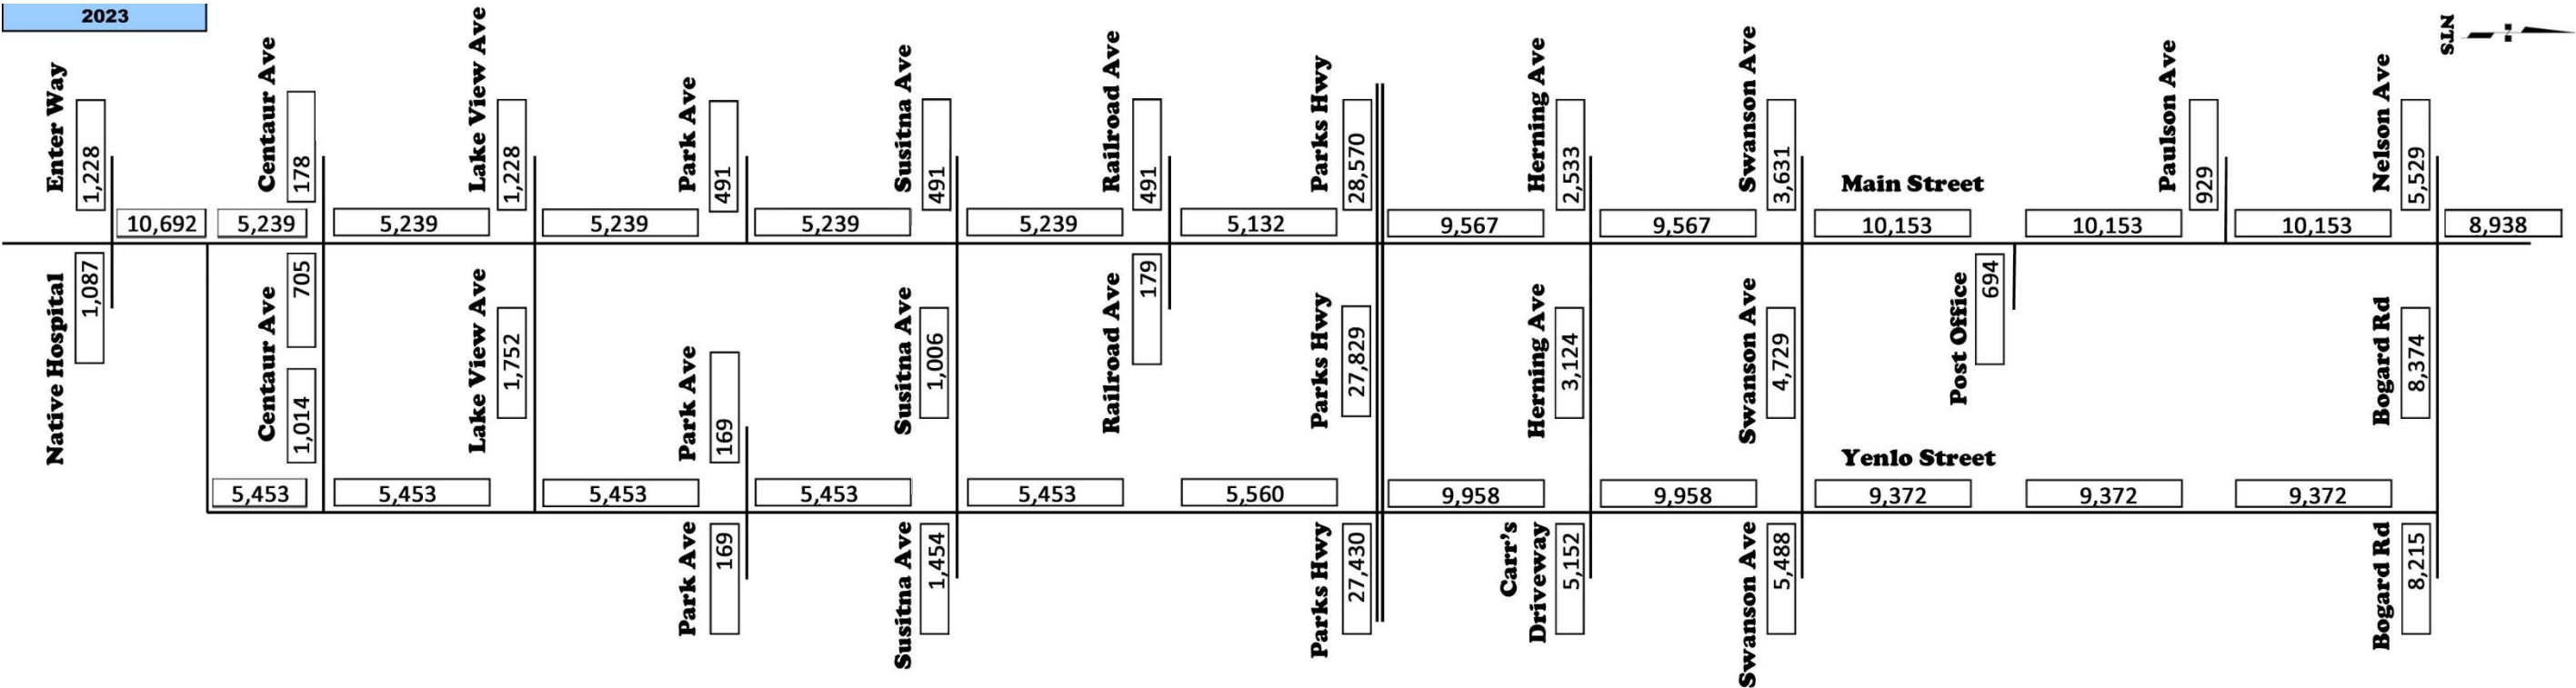 2023
NTS
Enter Way
1,228
Centaur Ave
178
Lake View Ave
1,228
Park Ave
491
Susitna Ave
491
Railroad Ave
491
Parks Hwy
28,570
Herning Ave
2,533
Swanson Ave
3,631
Main Street
Paulson Ave
929
Nelson Ave
5,529
10,692
5,239
5,239
5,239
5,239
5,239
5,132
9,567
9,567
10,153
10,153
10,153
8,938
Native Hospital
1,087
Centaur Ave
705
1,014
Lake View Ave
1,752
Park Ave
169
Susitna Ave
1,006
Railroad Ave
179
Parks Hwy
27,829
Herning Ave
3,124
Swanson Ave
4,729
Post Office
694
Bogard Rd
8,374
Yenlo Street
5,453
5,453
5,453
5,453
5,453
5,560
9,958
9,958
9,372
9,372
9,372
Park Ave
169
Susitna Ave
1,454
Parks Hwy
27,430
Carr's
Driveway
5,152
Swanson Ave
5,488
Bogard Rd
8,215